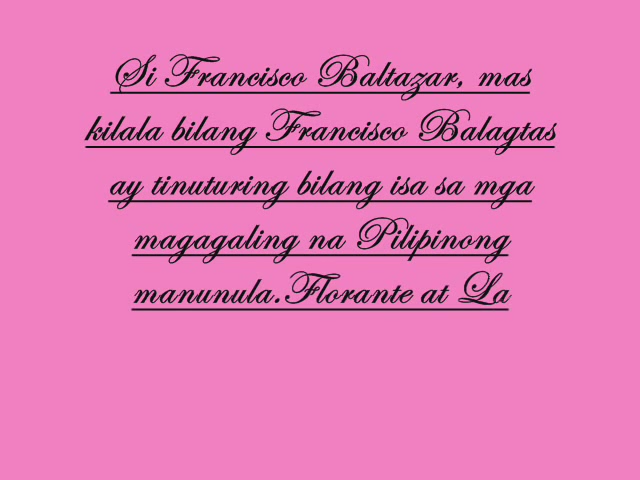 Si Francisco Baltazar, mas
kilala bilang Francisco Balagtas
ay tinuturing bilang isa sa mga
magagaling na Pilipinong
manunula.Florante at La